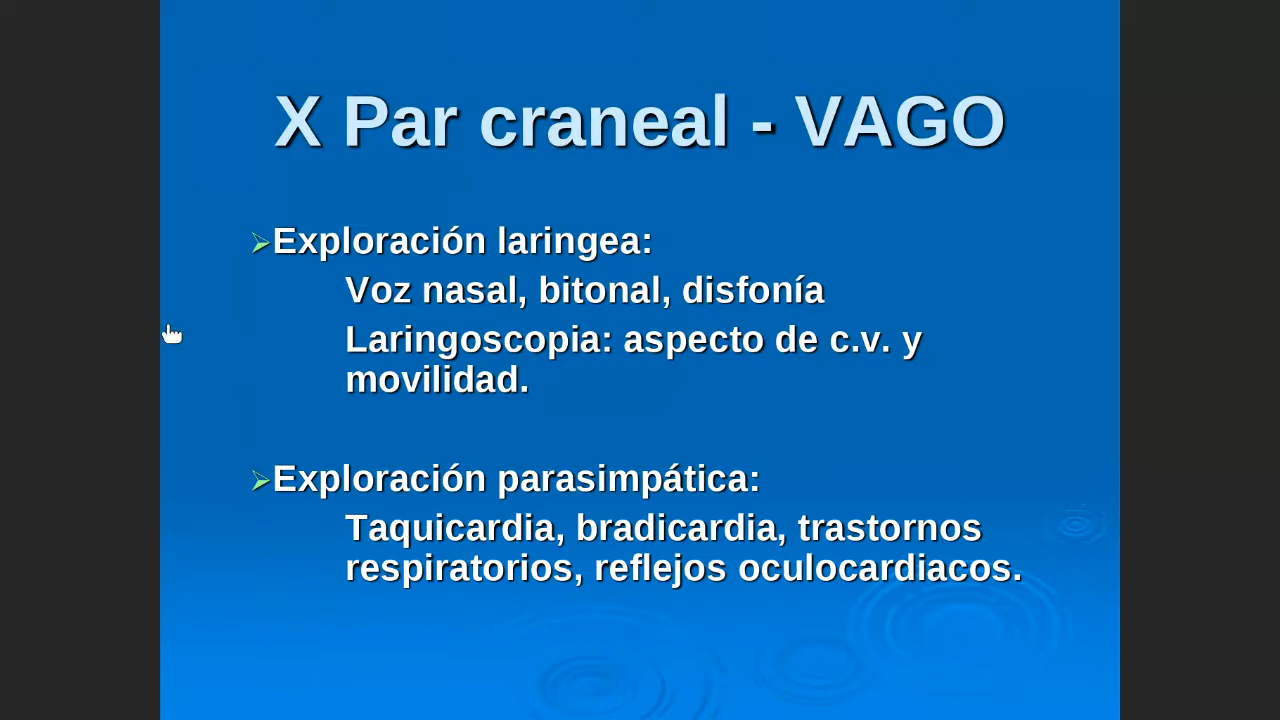 X Par craneal - VAGO
Exploración laringea:
Voz nasal, bitonal, disfonía
Laringoscopia: aspecto de c.v. y
movilidad.
Exploración parasimpática:
Taquicardia, bradicardia, trastornos
respiratorios, reflejos oculocardiacos.